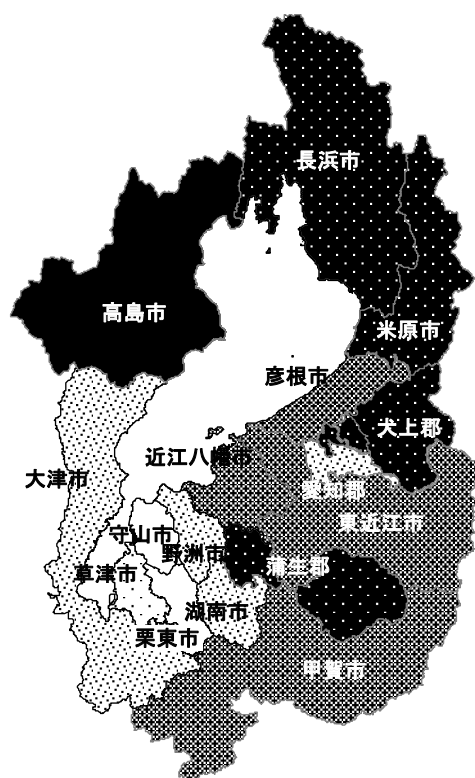 長浜市
高島市
米原市
彦根市
犬上郡
近江八幡市
大津市
愛知郡
東近江市
守山市
野洲市
蒲生郡
草津市
湖南市
栗東市
甲賀市